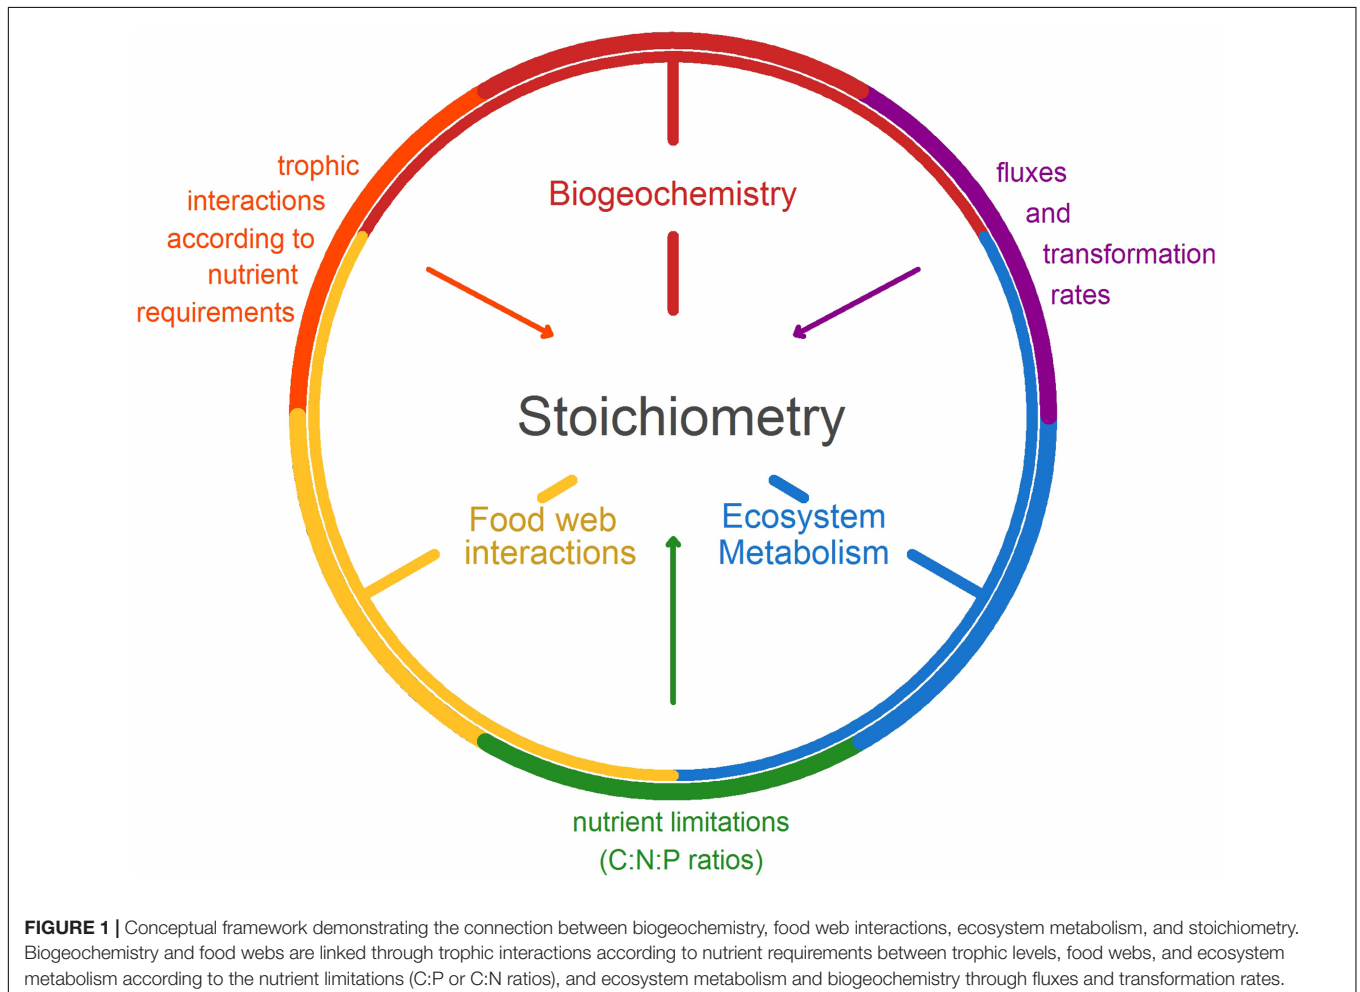 trophic
interactions
according to
nutrient
requirements
Biogeochemistry
fluxes
and
transformation
rates
Stoichiometry
Food web
interactions
Ecosystem
Metabolism
nutrient limitations
(C:N:P ratios)
FIGURE 1 | Conceptual framework demonstrating the connection between biogeochemistry, food web interactions, ecosystem metabolism, and stoichiometry.
Biogeochemistry and food webs are linked through trophic interactions according to nutrient requirements between trophic levels, food webs, and ecosystem
metabolism according to the nutrient limitations (C:P or C:N ratios), and ecosystem metabolism and biogeochemistry through fluxes and transformation rates.